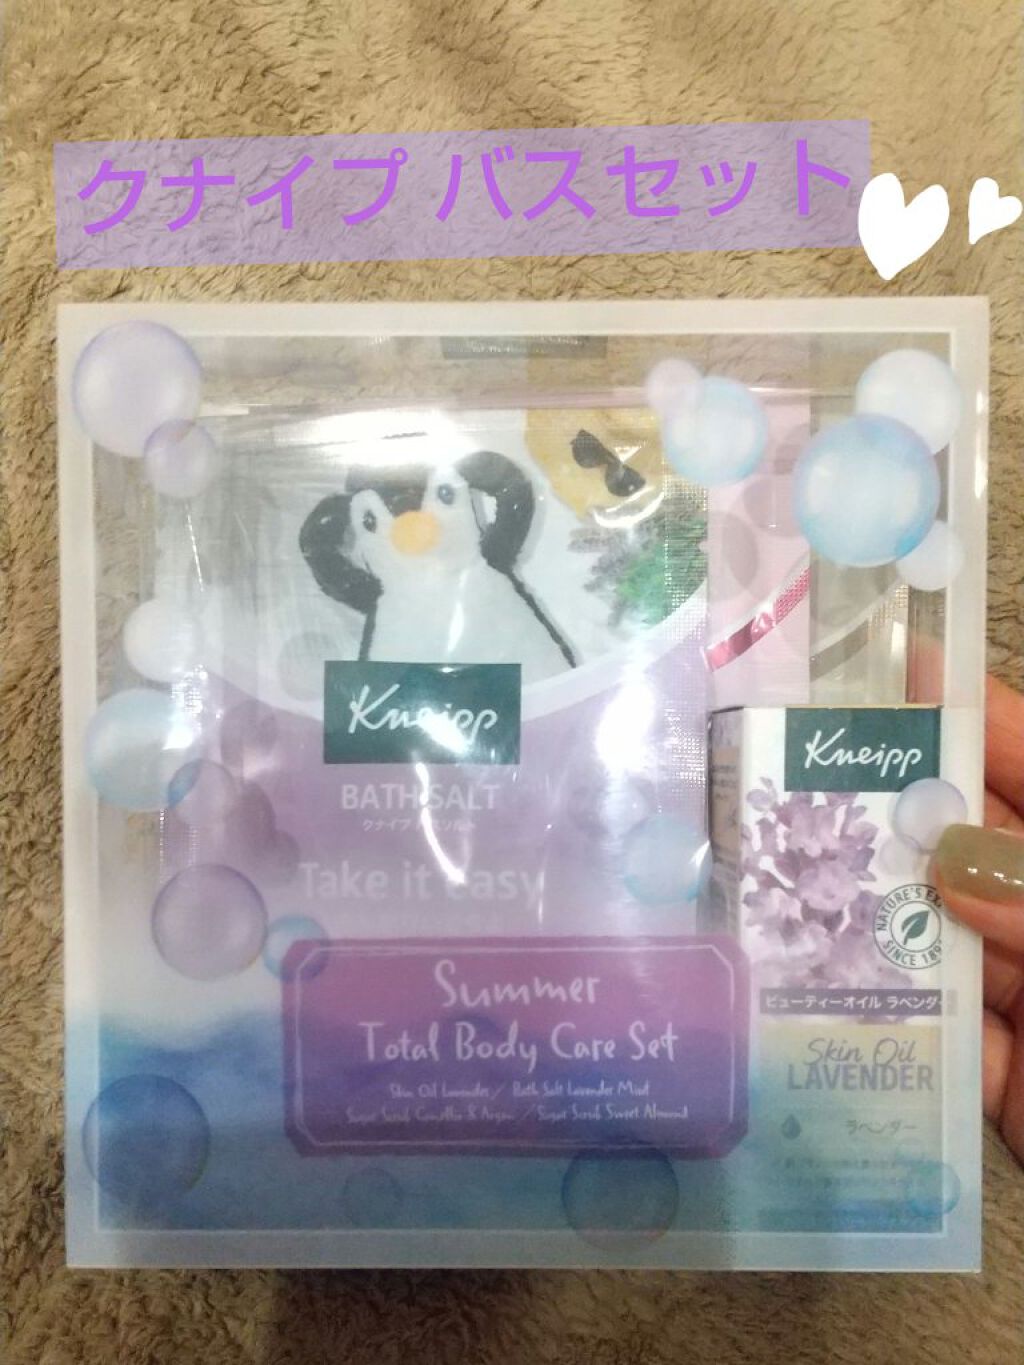 クナイプ バスセット
Kneipp
BATH SALT
クナイプ バスソルト
Take it easy
Kneipp
NATURE'S
SINCE 189
ビューティーオイル ラベンダー
Skin Oil
LAVENDER
ラベンダー
Summer
Total Body Care Set
Skin Oil Lavender / Bath Salt Lavender Mint
Sugar Scrub Camellia & Argan / Sugar Scrub Sweet Almond